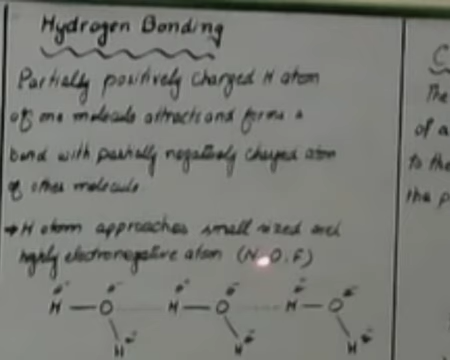 Hydrogen Bonding
Partially positively charged H atom
of one molecule attracts and forms a
bond with partially negatively charged atom
of other molecule
→ H atom approaches small sized and
highly electronegative atom (N, O, F)
H — O H — O H — O
H H H
The
of a
to the
the p